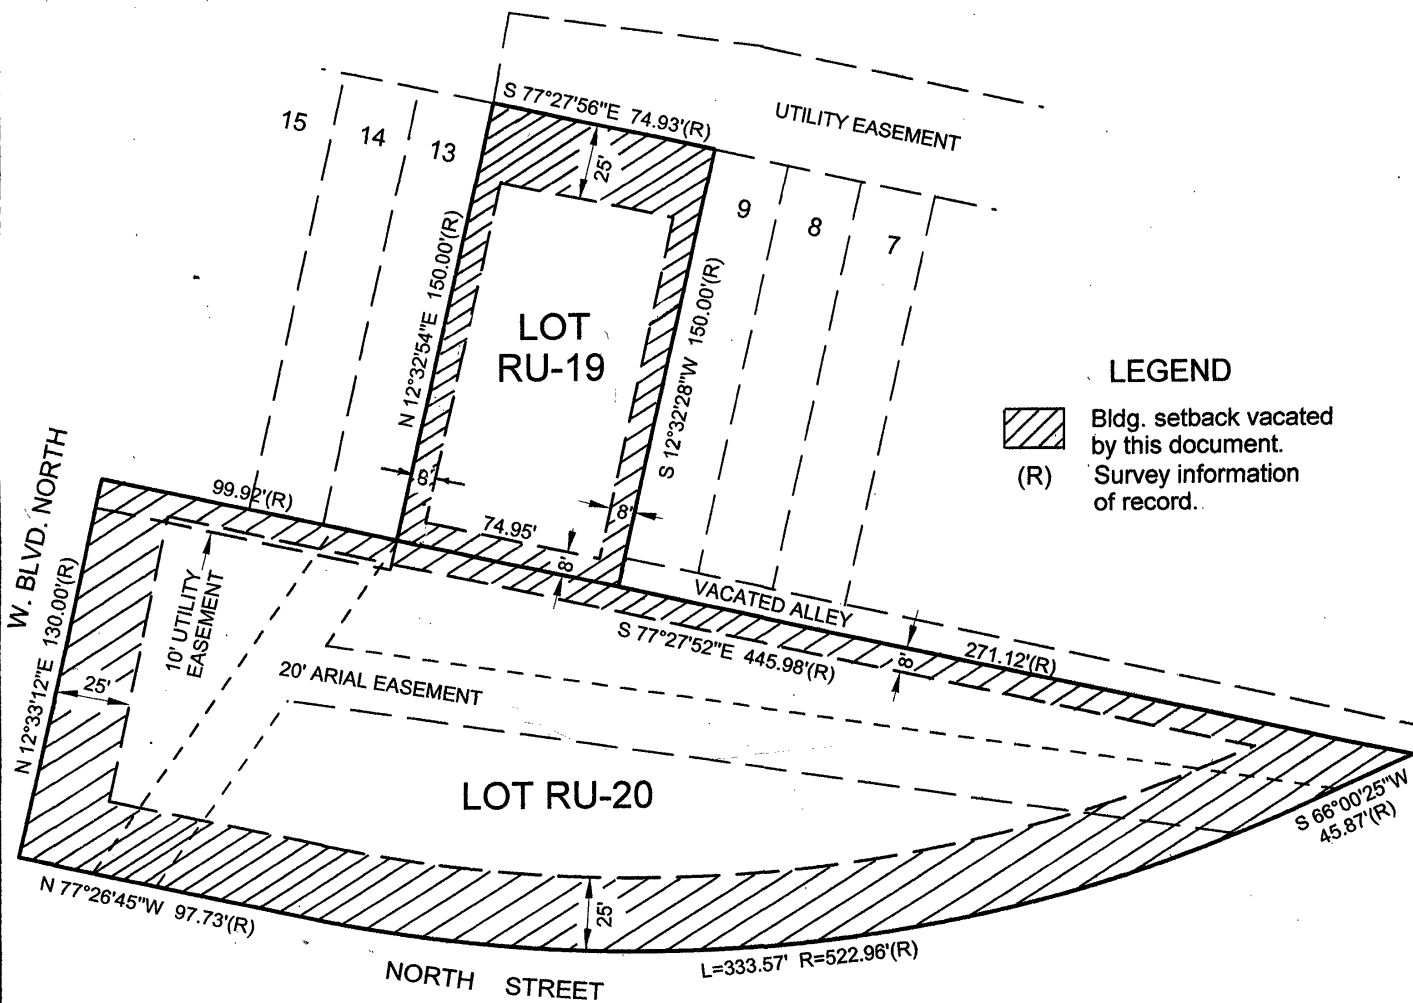 S 77°27'56"E 74.93'(R)
UTILITY EASEMENT
15
14
13
25'
9
8
7
N 12°32'54"E 150.00'(R)
S 12°32'28"W 150.00'(R)
LOT
RU-19
LEGEND
Bldg. setback vacated
by this document.
(R) Survey information
of record.
W. BLVD. NORTH
99.92'(R)
8'
8'
74.95'
8'
VACATED ALLEY
N 12°33'12"E 130.00'(R)
10' UTILITY
EASEMENT
S 77°27'52"E 445.98'(R)
8'
271.12'(R)
25'
20' ARIAL EASEMENT
LOT RU-20
S 66°00'25"W
45.87'(R)
N 77°26'45"W 97.73'(R)
25'
L=333.57' R=522.96'(R)
NORTH STREET